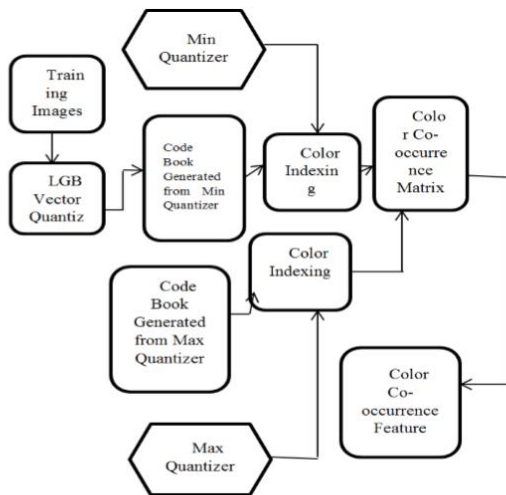 Min
Quantizer
Train
ing
Images
LGB
Vector
Quantiz
Code
Book
Generated
from Min
Quantizer
Color
Indexin
g
Colo
r Co-
occurre
nce
Matrix
Color
Indexing
Code
Book
Generated
from Max
Quantizer
Color
Co-
occurrence
Feature
Max
Quantizer